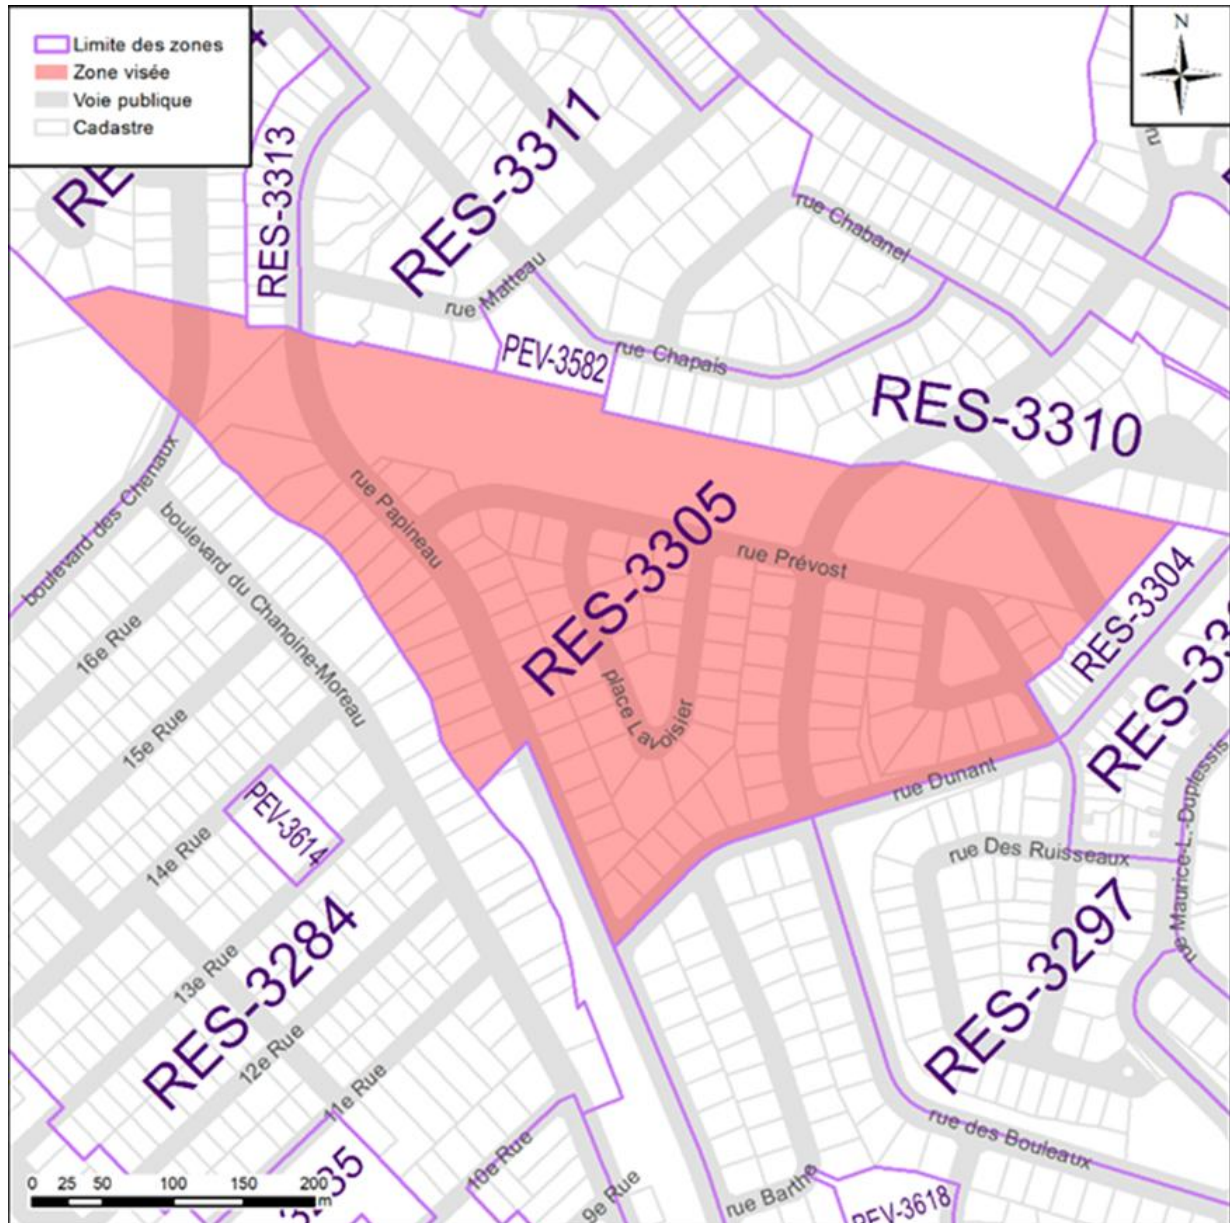 Limite des zones
Zone visée
Voie publique
Cadastre
N
RES-3313
RES-3311
rue Matteau
rue Chabanel
PEV-3582
rue Chapais
RES-3310
boulevard des Chenaux
rue Papineau
RES-3305
rue Prévost
RES-3304
boulevard du Chanoine-Moreau
place Lavoisier
16e Rue
15e Rue
rue Dunant
PEV-3614
14e Rue
rue Des Ruisseaux
rue Maurice-L.-Duplessis
RES-3284
13e Rue
RES-3297
12e Rue
11e Rue
rue des Bouleaux
10e Rue
9e Rue
rue Barthe
PEV-3618
0 25 50 100 150 200
m